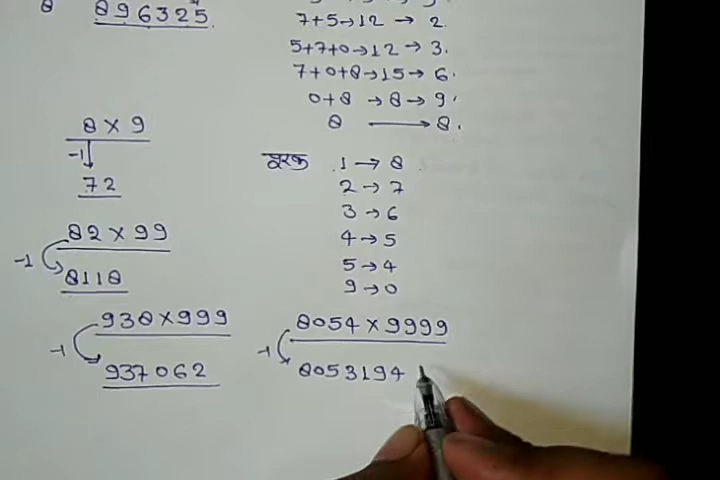 8 896325
7+5→12 → 2.
5+7+0→12 → 3.
7+0+8→15 → 6.
0+8 → 8 → 9.
8 → 8.
8 × 9
-1
72
82 × 99
-1
8118
938 × 999
-1
937062
पूरक 1 → 8
2 → 7
3 → 6
4 → 5
5 → 4
9 → 0
8054 × 9999
-1
8053194